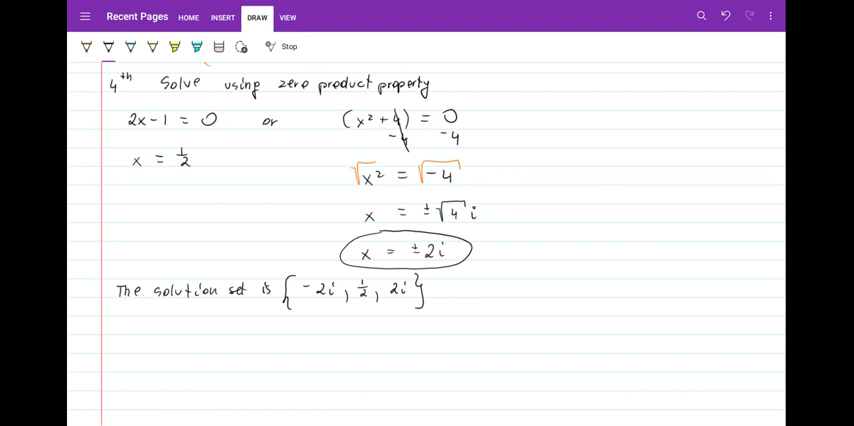 Recent Pages HOME INSERT DRAW VIEW
Stop
4th Solve using zero product property
2x-1 = 0 or (x² + 4) = 0
-4 -4
x = 1/2
√x² = √-4
x = ±√4 i
x = ±2i
The solution set is {-2i, 1/2, 2i}